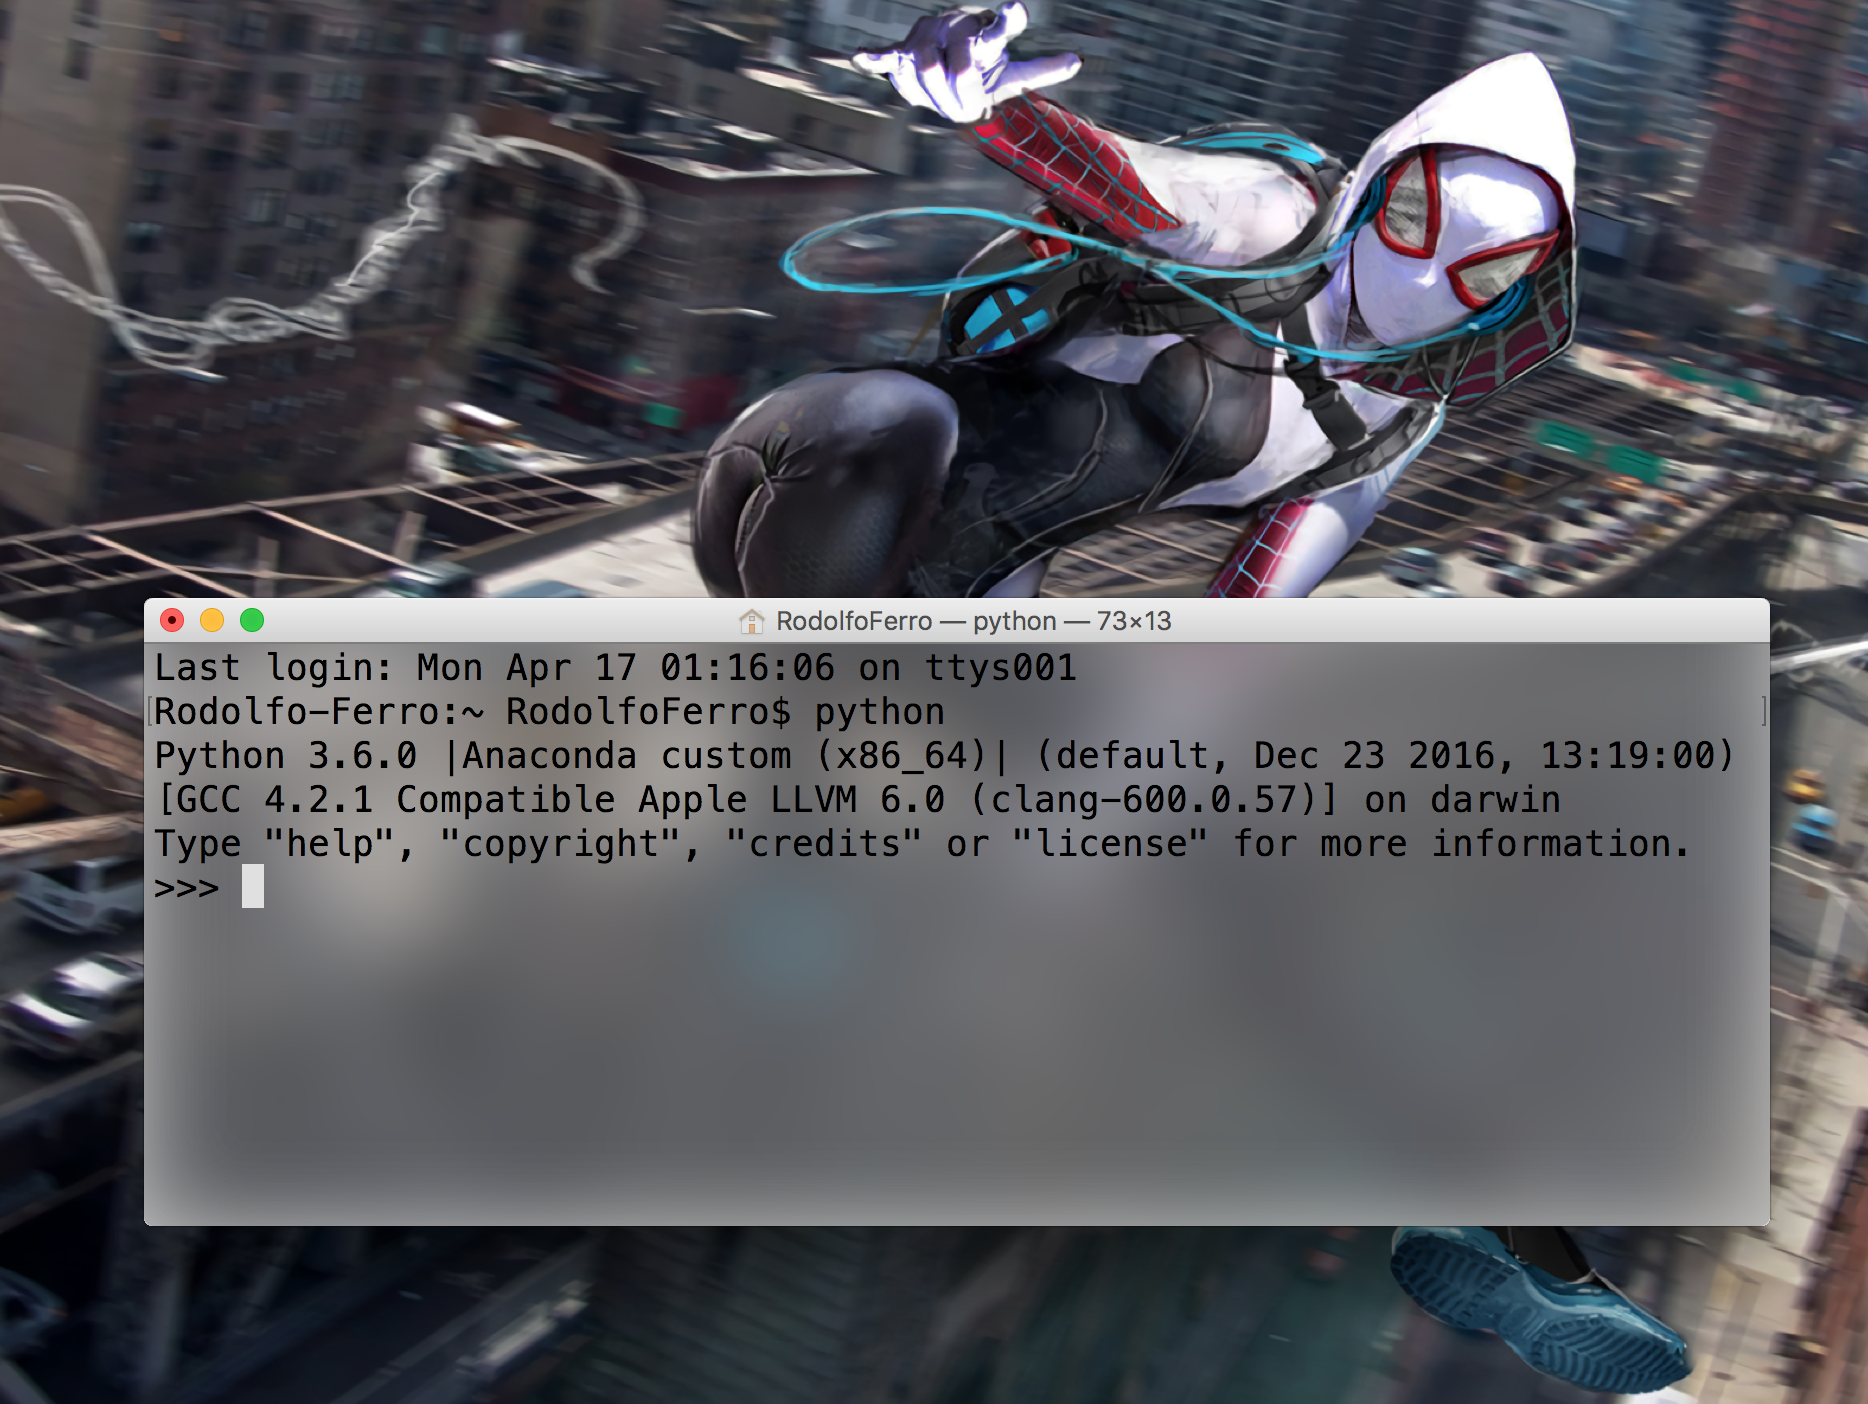 RodolfoFerro — python — 73×13
Last login: Mon Apr 17 01:16:06 on ttys001
[Rodolfo-Ferro:~ RodolfoFerro$ python ]
Python 3.6.0 |Anaconda custom (x86_64)| (default, Dec 23 2016, 13:19:00)
[GCC 4.2.1 Compatible Apple LLVM 6.0 (clang-600.0.57)] on darwin
Type "help", "copyright", "credits" or "license" for more information.
>>>